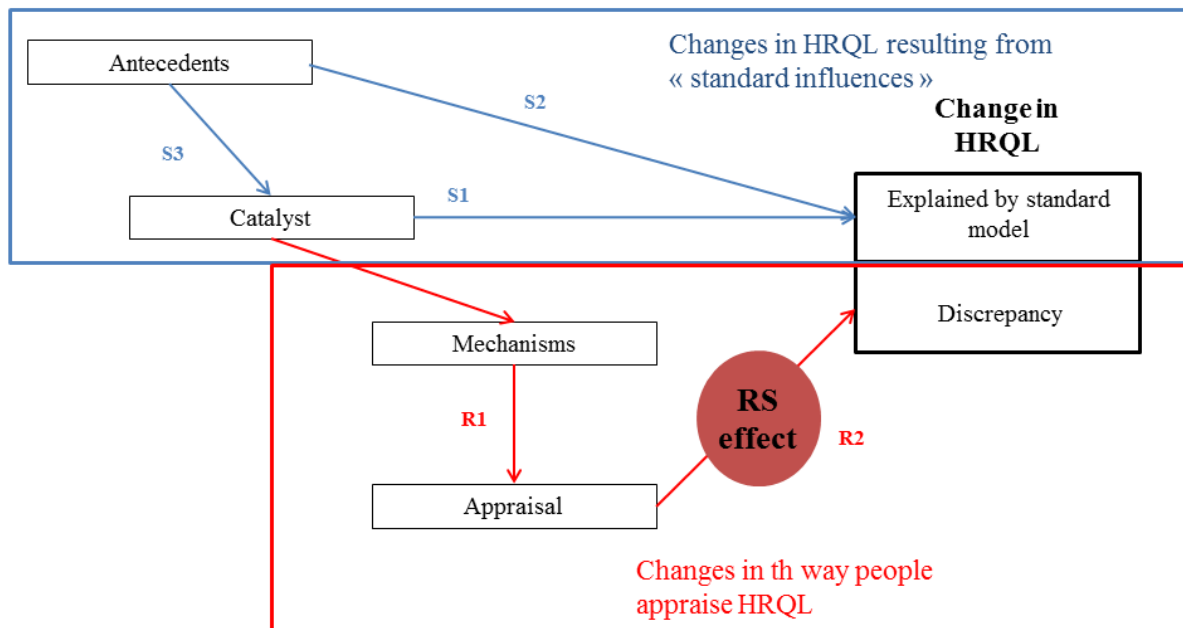 Antecedents
Changes in HRQL resulting from
« standard influences »
S2
Change in
HRQL
S3
S1
Catalyst
Explained by standard
model
Discrepancy
Mechanisms
R1
RS
effect
R2
Appraisal
Changes in th way people
appraise HRQL